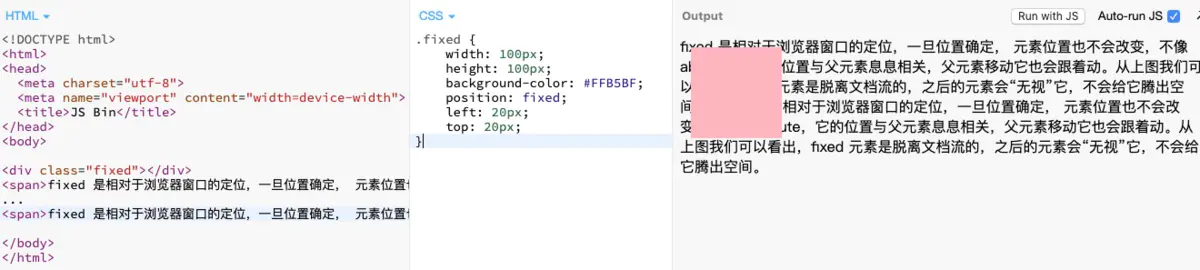 HTML
<!DOCTYPE html>
<html>
<head>
<meta charset="utf-8">
<meta name="viewport" content="width=device-width">
<title>JS Bin</title>
</head>
<body>
<div class="fixed"></div>
<span>fixed 是相对于浏览器窗口的定位，一旦位置确定， 元素位置也
...
<span>fixed 是相对于浏览器窗口的定位，一旦位置确定， 元素位置
</body>
</html>
CSS
.fixed {
width: 100px;
height: 100px;
background-color: #FFB5BF;
position: fixed;
left: 20px;
top: 20px;
}
Output
Run with JS
Auto-run JS
fixed 是相对于浏览器窗口的定位，一旦位置确定， 元素位置也不会改变，不像
位置与父元素息息相关，父元素移动它也会跟着动。从上图我们可
以 元素是脱离文档流的，之后的元素会“无视”它，不会给它腾出空
间 相对于浏览器窗口的定位，一旦位置确定， 元素位置也不会改
变 ute，它的位置与父元素息息相关，父元素移动它也会跟着动。从
上图我们可以看出，fixed 元素是脱离文档流的，之后的元素会“无视”它，不会给
它腾出空间。